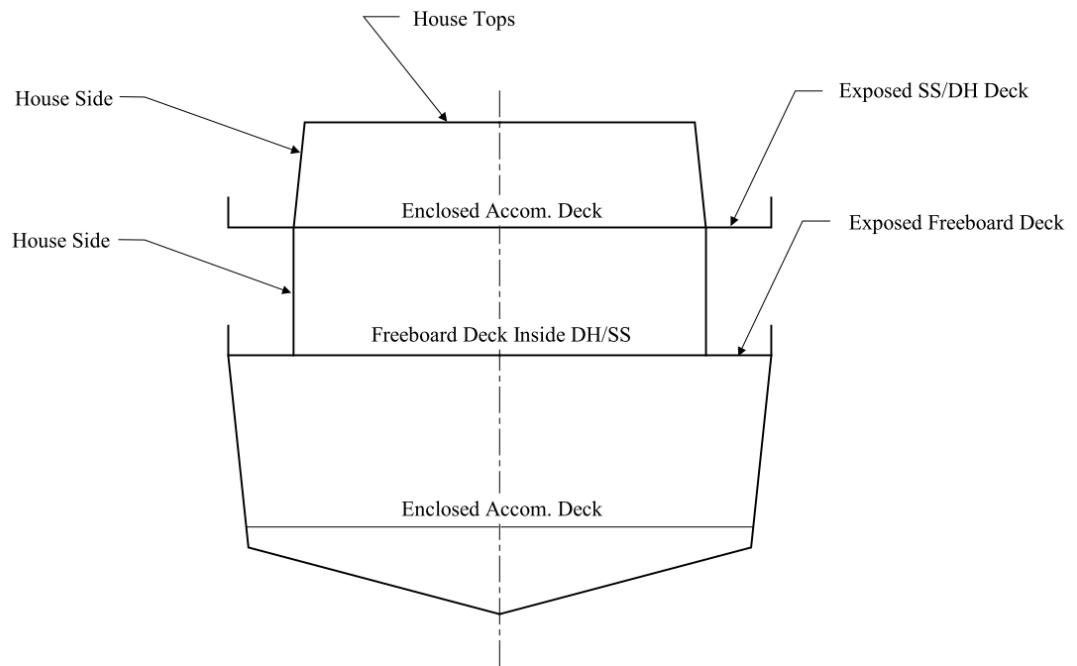 House Tops
House Side
Exposed SS/DH Deck
Enclosed Accom. Deck
House Side
Exposed Freeboard Deck
Freeboard Deck Inside DH/SS
Enclosed Accom. Deck